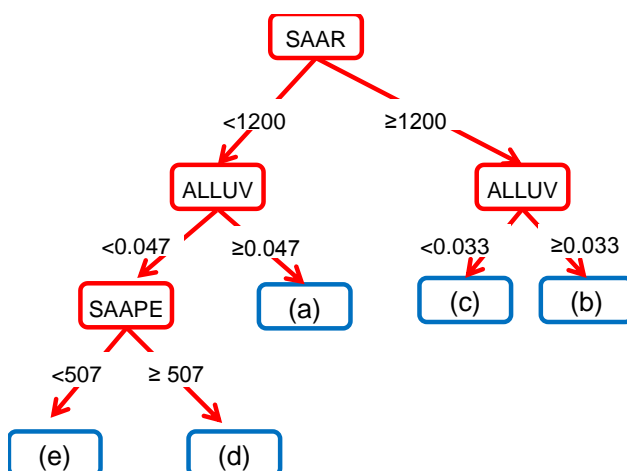 SAAR
<1200
≥1200
ALLUV
ALLUV
<0.047
≥0.047
<0.033
≥0.033
SAAPE
(a)
(c)
(b)
<507
≥ 507
(e)
(d)